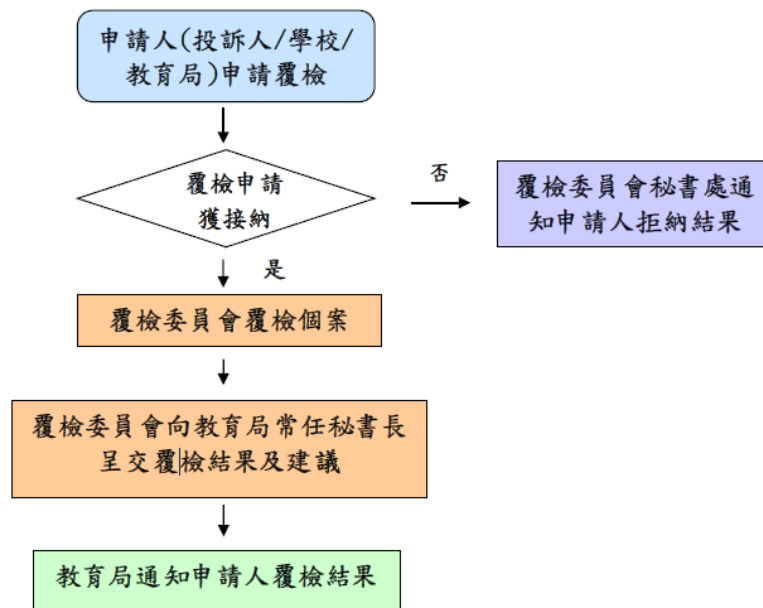 申請人(投訴人/學校/
教育局)申請覆檢
覆檢申請
獲接納
否
覆檢委員會秘書處通
知申請人拒納結果
是
覆檢委員會覆檢個案
覆檢委員會向教育局常任秘書長
呈交覆檢結果及建議
教育局通知申請人覆檢結果